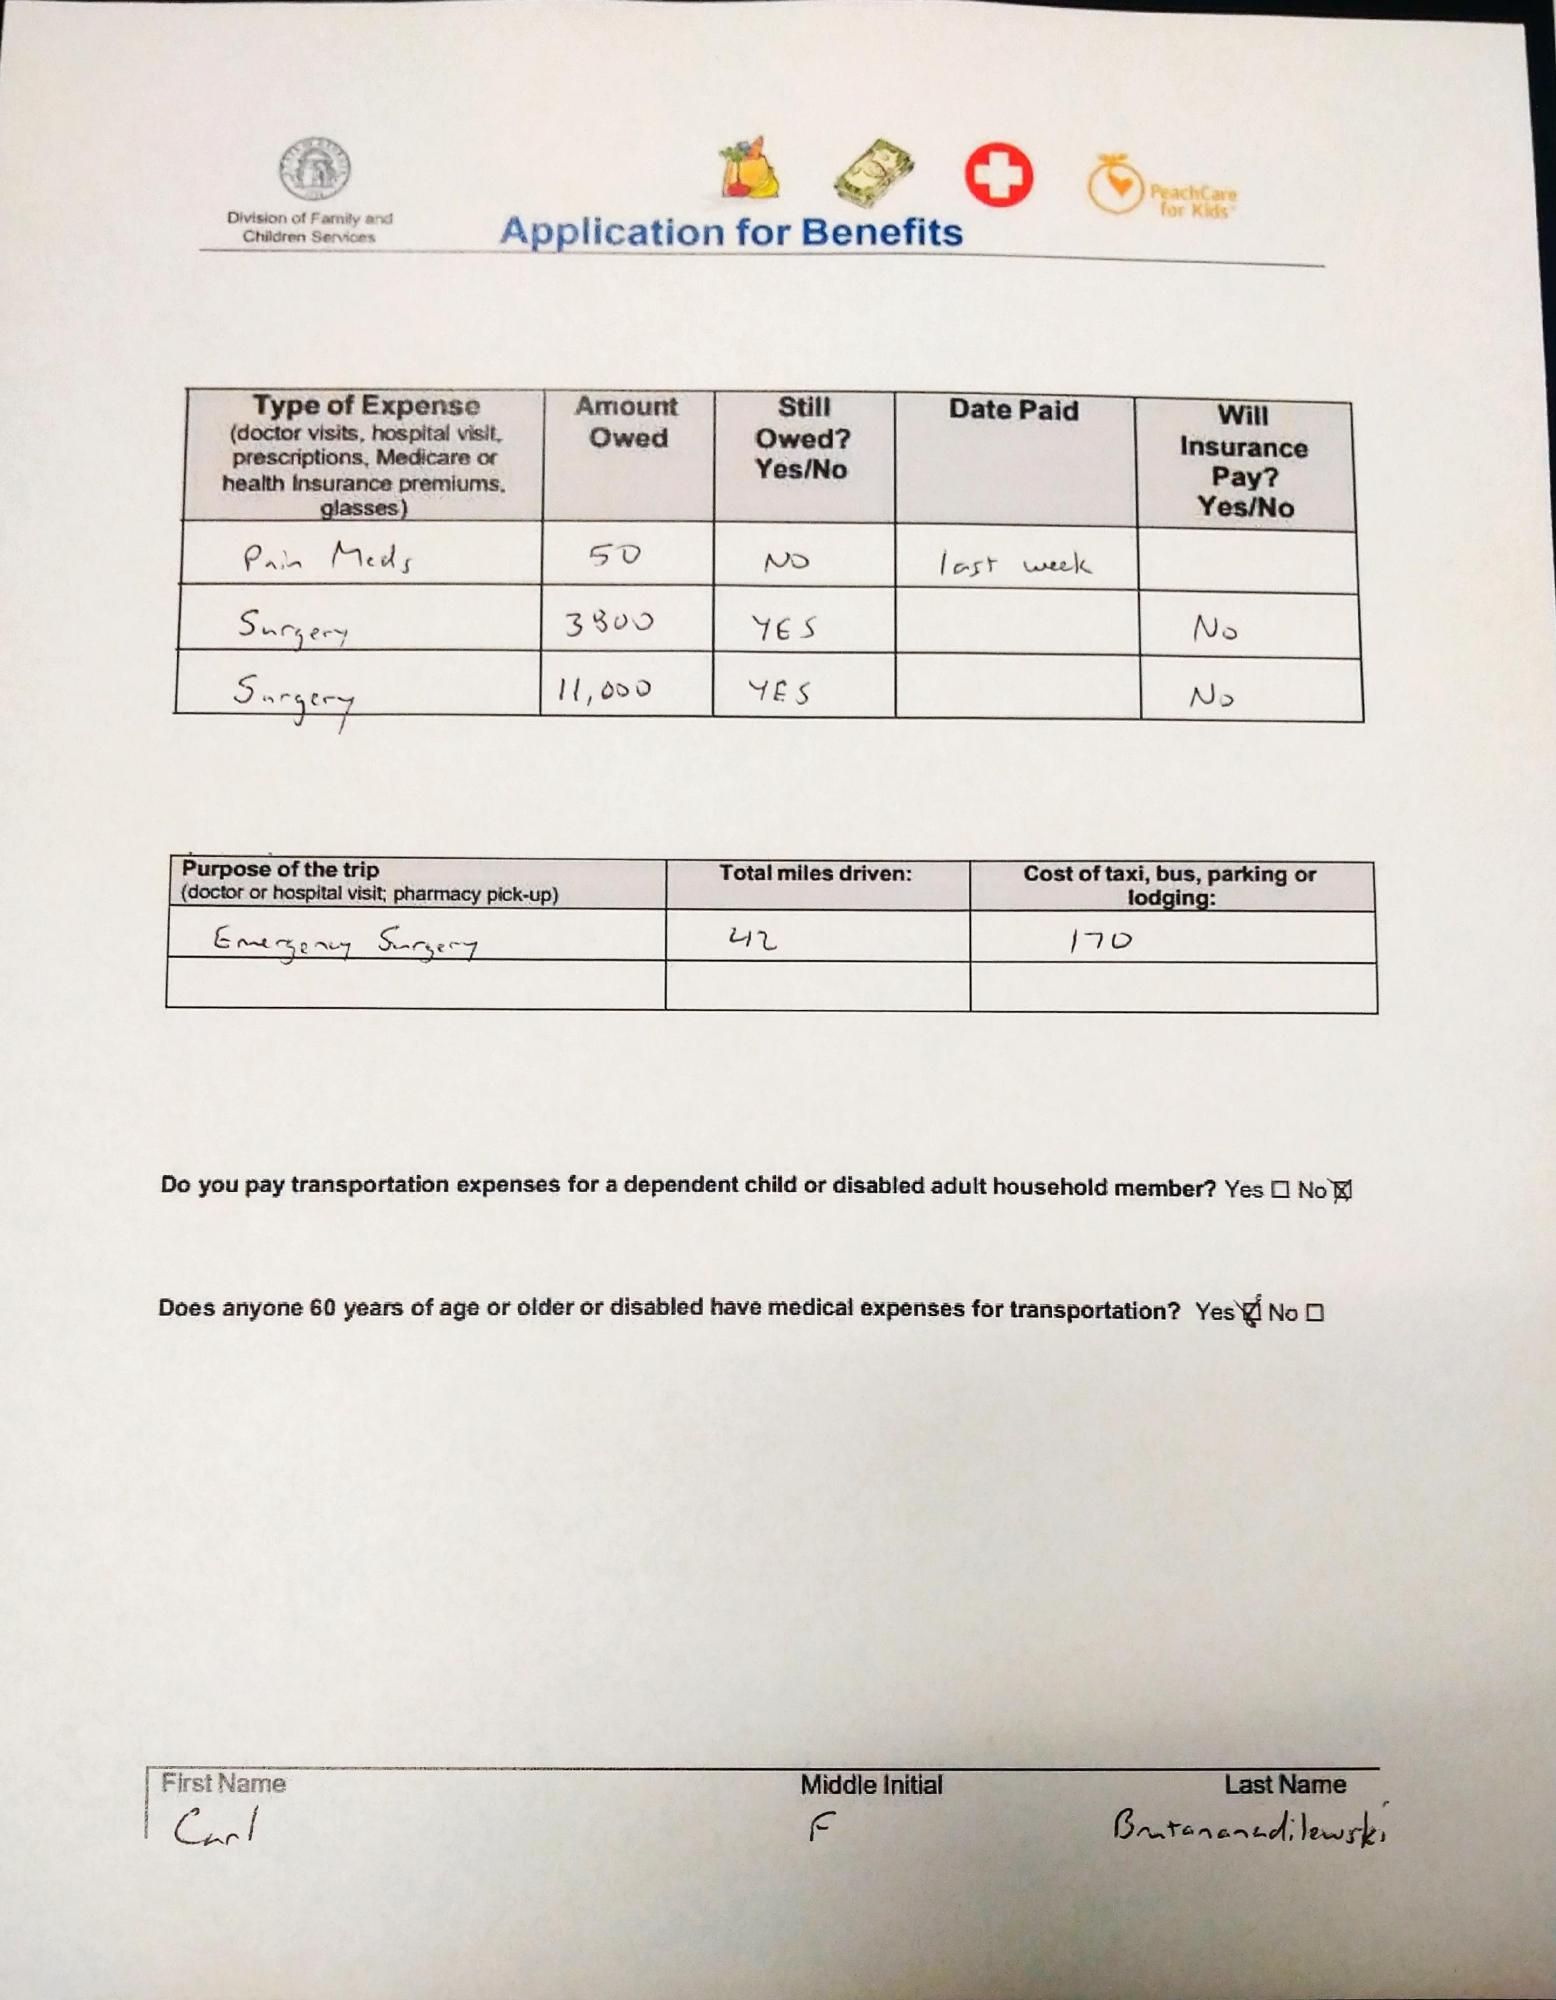 Division of Family and
Children Services
Application for Benefits
PeachCare
for Kids
Type of Expense
(doctor visits, hospital visit,
prescriptions, Medicare or
health Insurance premiums,
glasses)
Amount
Owed
Still
Owed?
Yes/No
Date Paid
Will
Insurance
Pay?
Yes/No
Pain Meds 50 NO last week
Surgery 3800 YES No
Surgery 11,000 YES No
Purpose of the trip
(doctor or hospital visit; pharmacy pick-up)
Total miles driven:
Cost of taxi, bus, parking or
lodging:
Emergency Surgery 42 170
Do you pay transportation expenses for a dependent child or disabled adult household member? Yes ☐ No ☒
Does anyone 60 years of age or older or disabled have medical expenses for transportation? Yes ☒ No ☐
First Name Middle Initial Last Name
Carl F Brutananadilewski